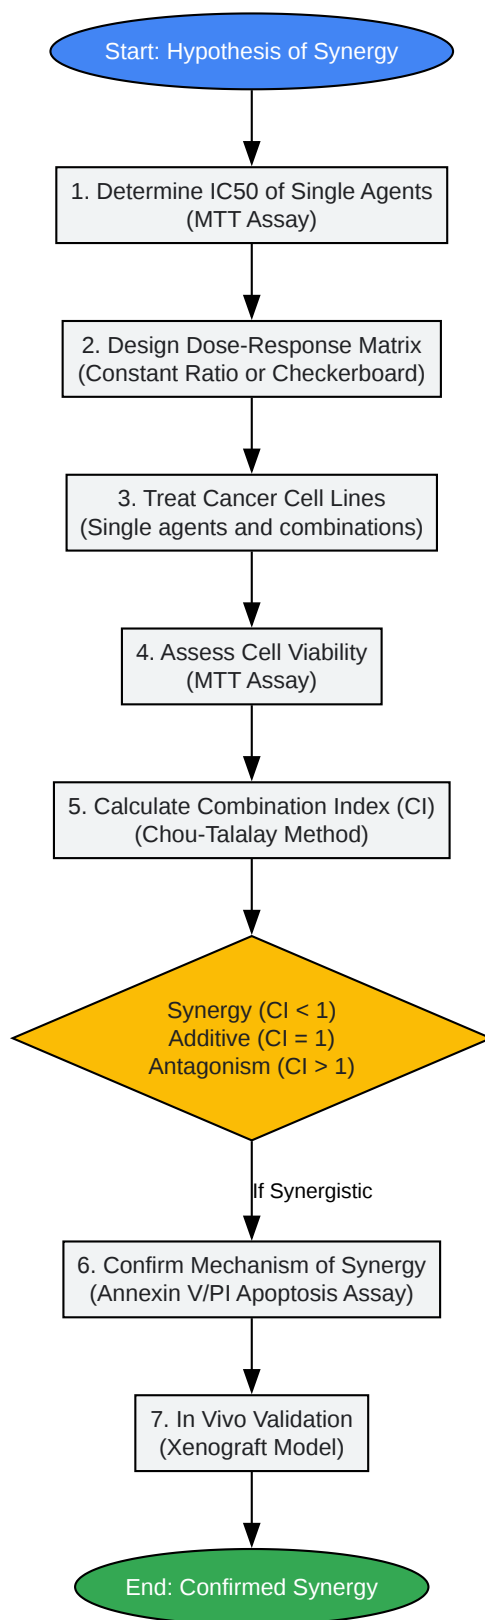 Start: Hypothesis of Synergy
1. Determine IC50 of Single Agents
(MTT Assay)
2. Design Dose-Response Matrix
(Constant Ratio or Checkerboard)
3. Treat Cancer Cell Lines
(Single agents and combinations)
4. Assess Cell Viability
(MTT Assay)
5. Calculate Combination Index (CI)
(Chou-Talalay Method)
Synergy (CI < 1)
Additive (CI = 1)
Antagonism (CI > 1)
If Synergistic
6. Confirm Mechanism of Synergy
(Annexin V/PI Apoptosis Assay)
7. In Vivo Validation
(Xenograft Model)
End: Confirmed Synergy